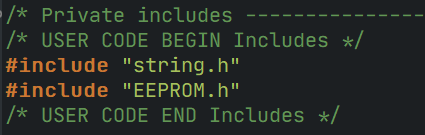 /* Private includes ---------------
/* USER CODE BEGIN Includes */
#include "string.h"
#include "EEPROM.h"
/* USER CODE END Includes */